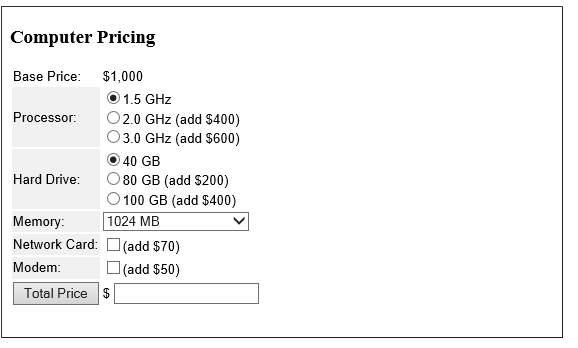 Computer Pricing
Base Price: $1,000
Processor:
1.5 GHz
2.0 GHz (add $400)
3.0 GHz (add $600)
Hard Drive:
40 GB
80 GB (add $200)
100 GB (add $400)
Memory: 1024 MB
Network Card: (add $70)
Modem: (add $50)
Total Price $